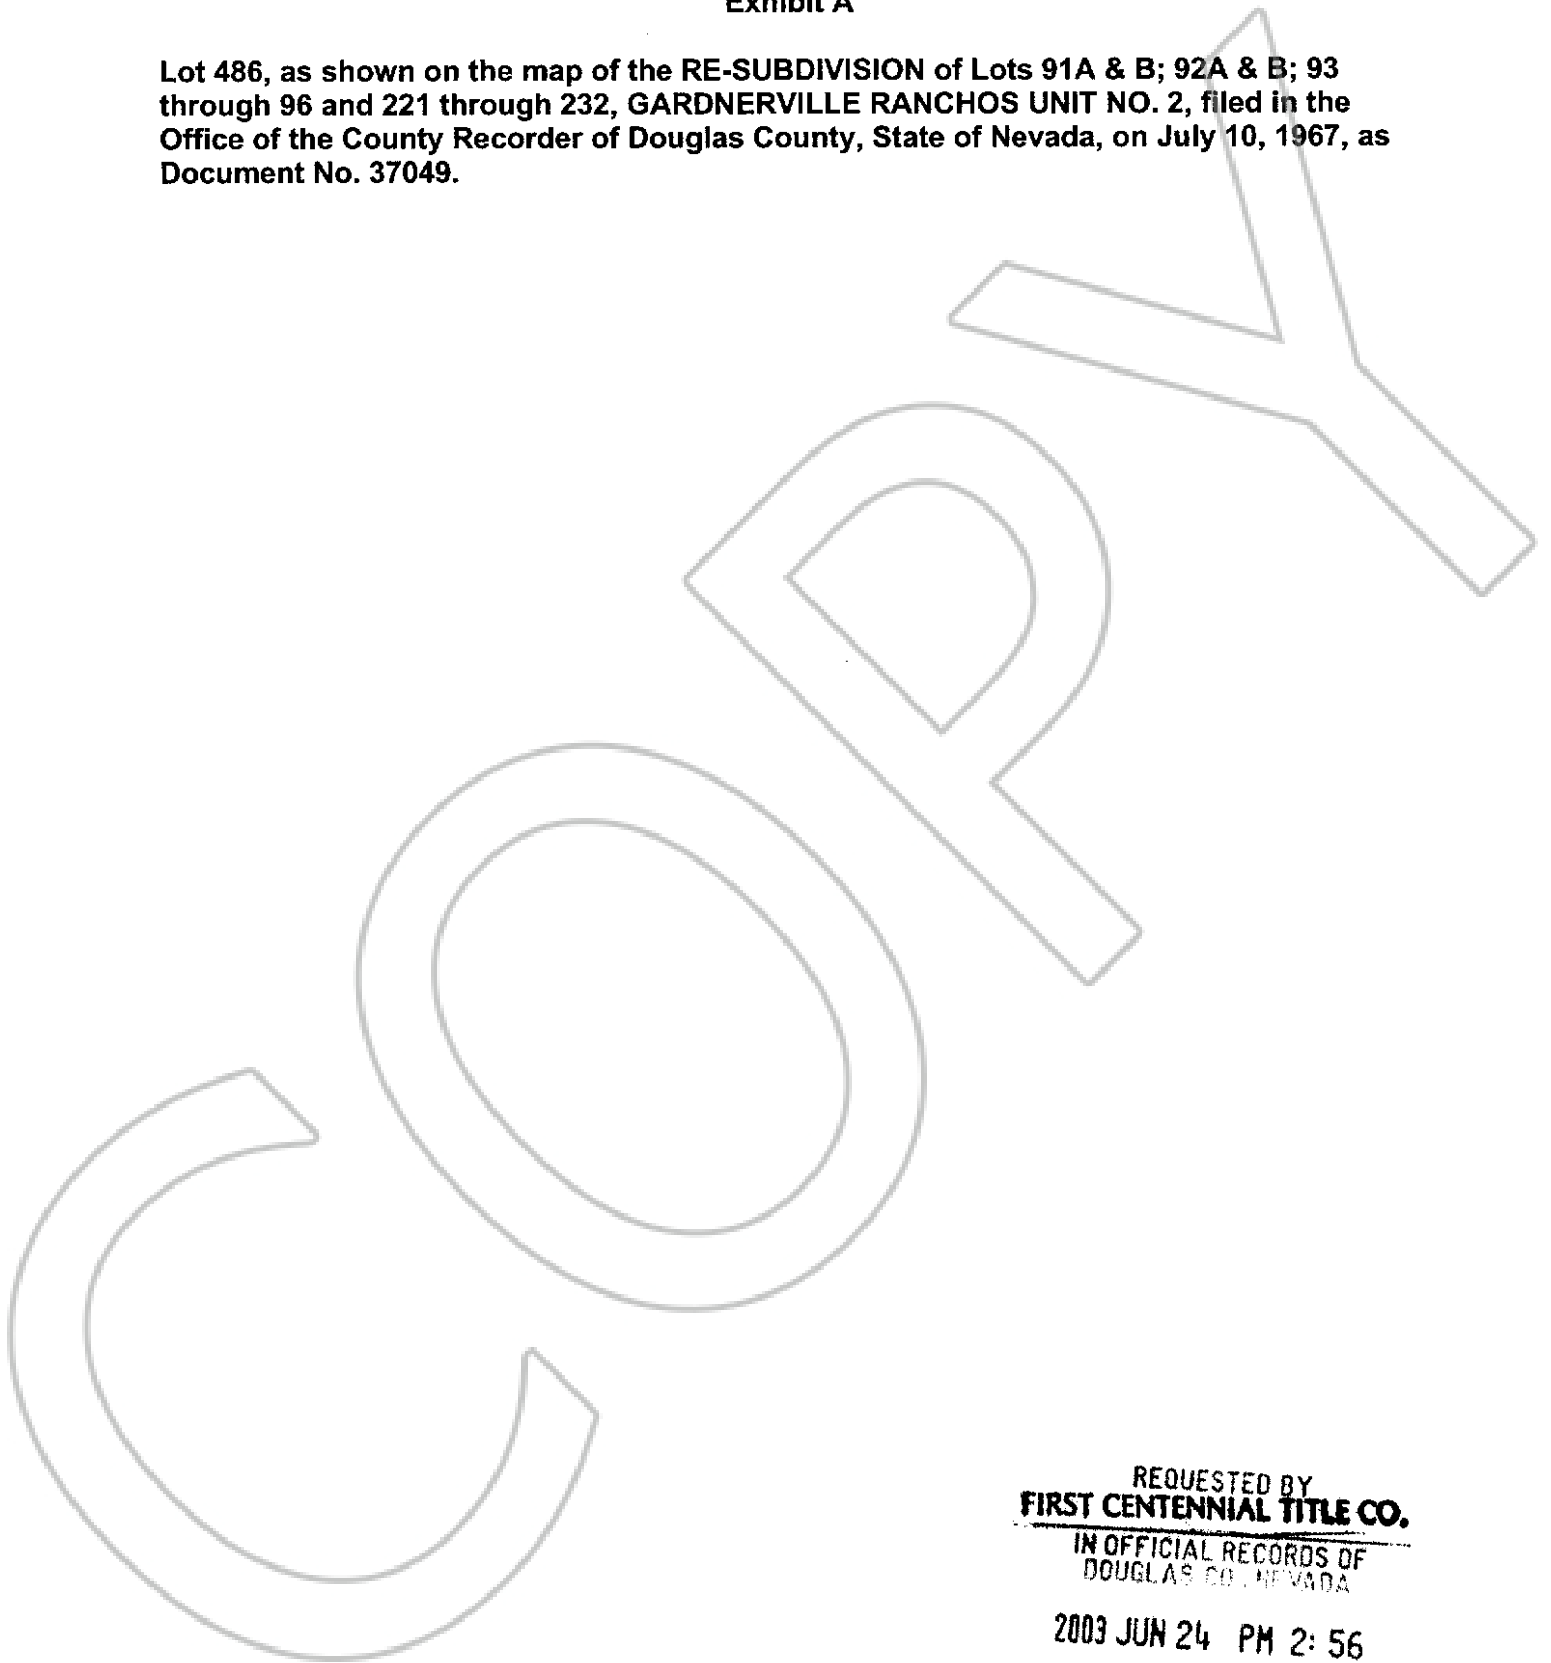 Exhibit A
Lot 486, as shown on the map of the RE-SUBDIVISION of Lots 91A & B; 92A & B; 93
through 96 and 221 through 232, GARDNERVILLE RANCHOS UNIT NO. 2, filed in the
Office of the County Recorder of Douglas County, State of Nevada, on July 10, 1967, as
Document No. 37049.
COPY
REQUESTED BY
FIRST CENTENNIAL TITLE CO.
IN OFFICIAL RECORDS OF
DOUGLAS CO., NEVADA
2003 JUN 24 PM 2: 56